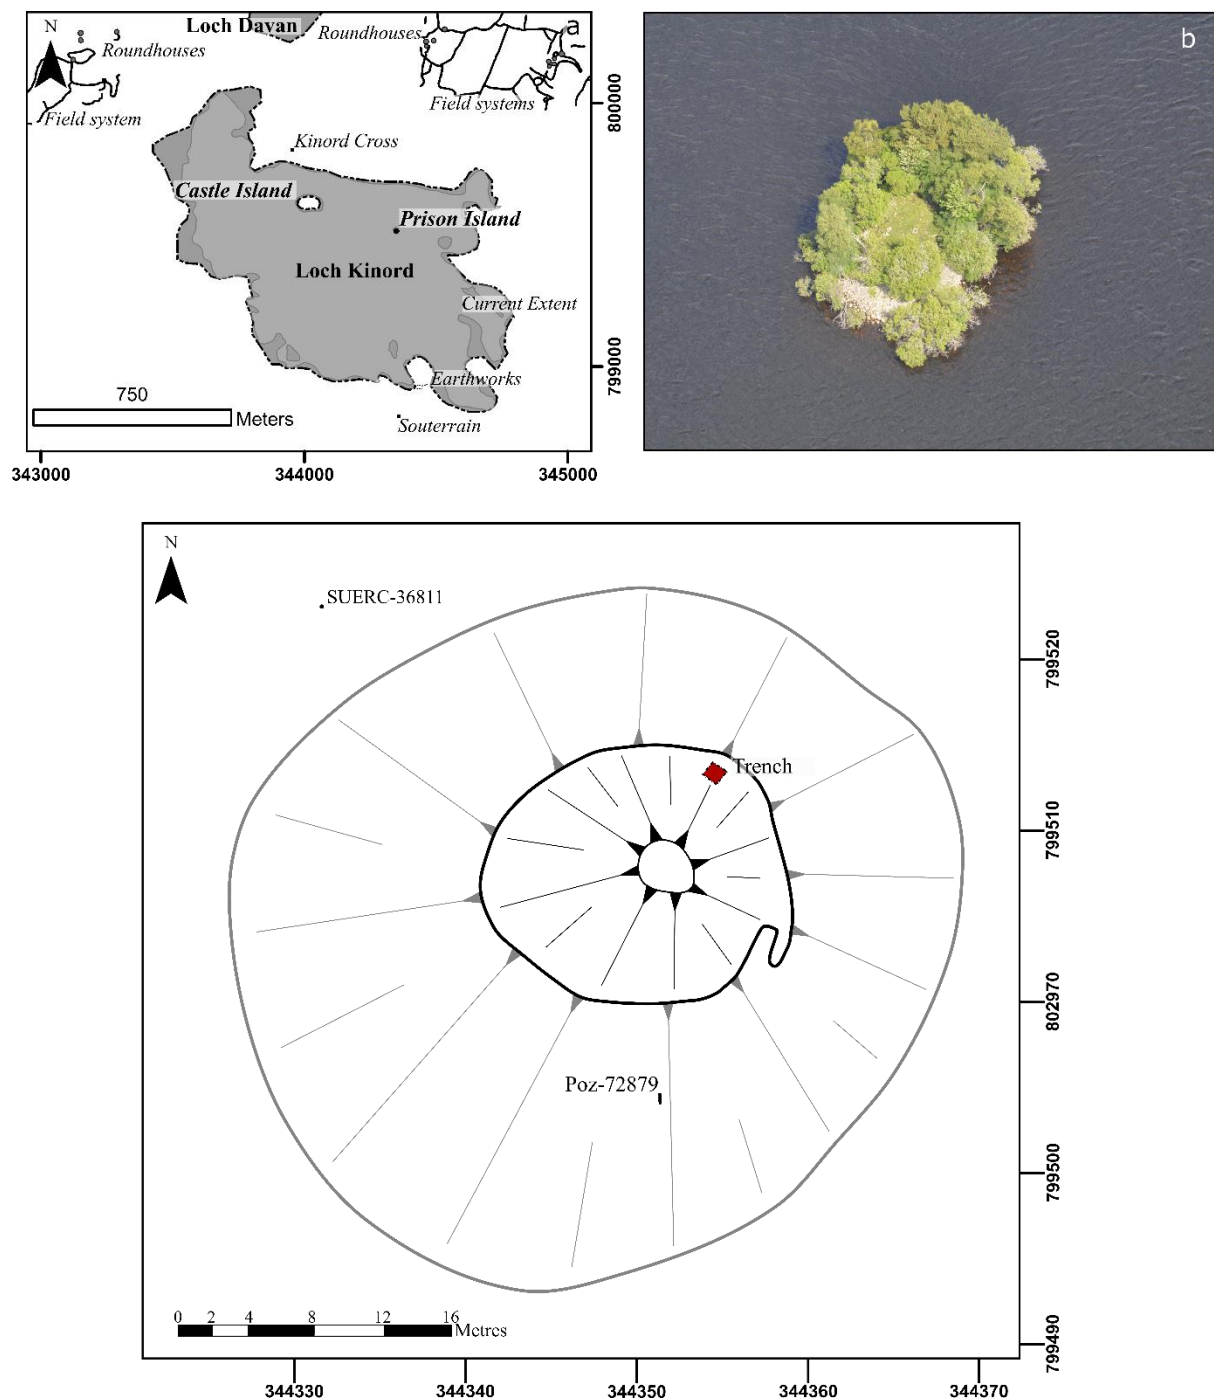 Loch Davan
a
N
Roundhouses
Roundhouses
Field systems
Field system
800000
Kinord Cross
Castle Island
Prison Island
Loch Kinord
Current Extent
799000
Earthworks
750
Meters
Souterrain
343000
344000
345000
b
N
SUERC-36811
799520
Trench
799510
802970
Poz-72879
799500
0 2 4 8 12 16
Metres
799490
344330
344340
344350
344360
344370